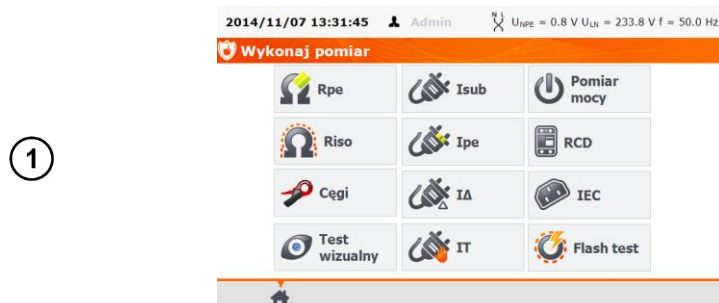 2014/11/07 13:31:45 Admin N L UNPE = 0.8 V ULN = 233.8 V f = 50.0 Hz
Wykonaj pomiar
Rpe Isub Pomiar mocy
1
Riso Ipe RCD
Cęgi IΔ IEC
Test wizualny IT Flash test